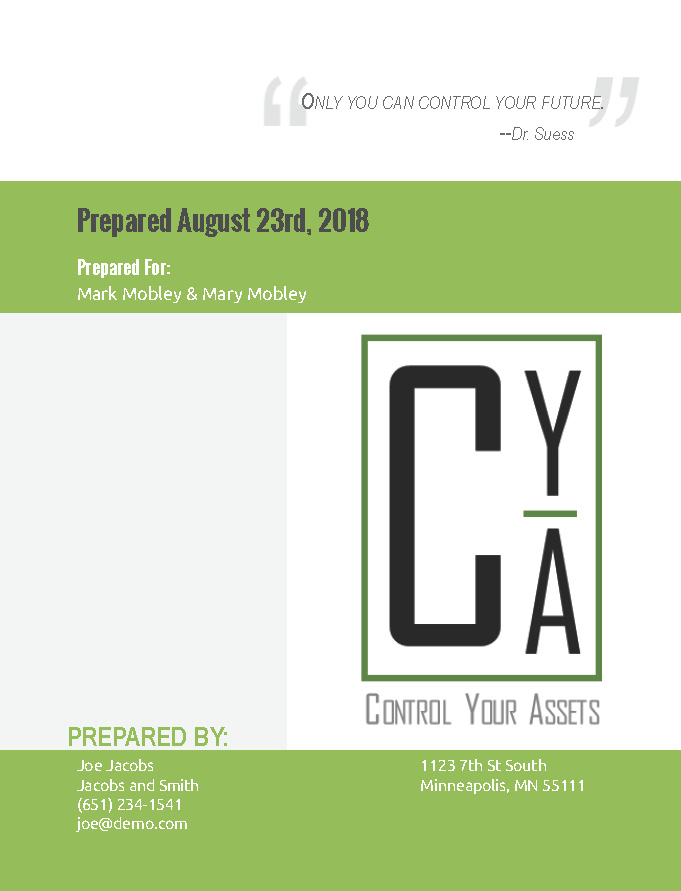 “ONLY YOU CAN CONTROL YOUR FUTURE.”
--Dr. Suess
Prepared August 23rd, 2018
Prepared For:
Mark Mobley & Mary Mobley
CYA
CONTROL YOUR ASSETS
PREPARED BY:
Joe Jacobs
Jacobs and Smith
(651) 234-1541
joe@demo.com
1123 7th St South
Minneapolis, MN 55111